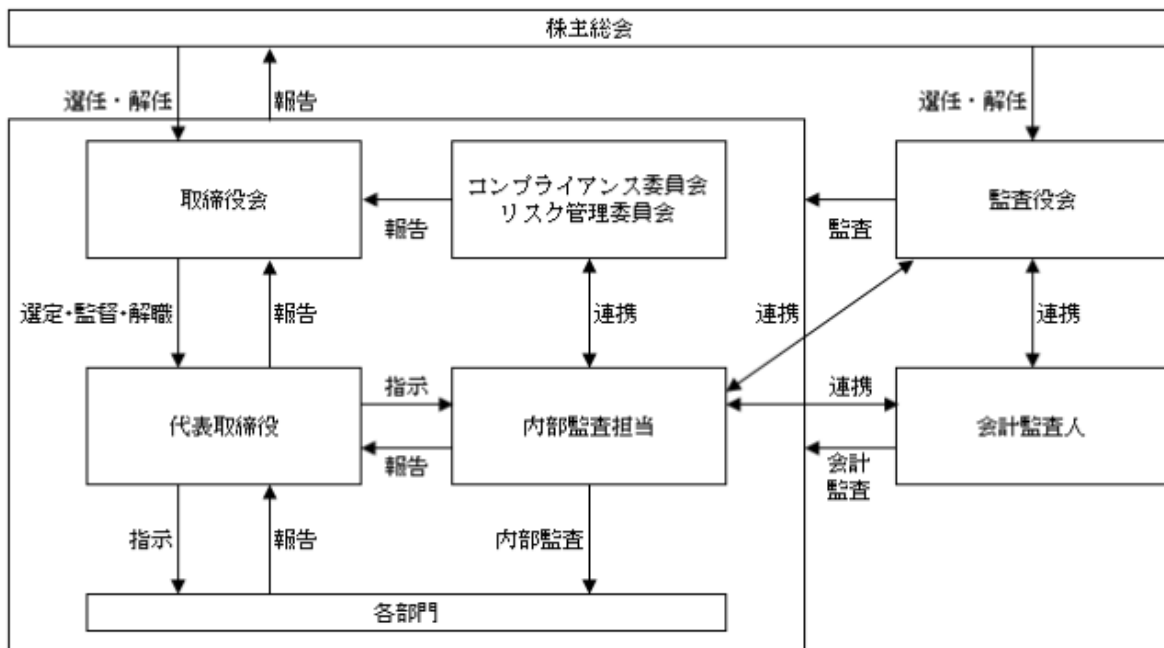 株主総会
選任・解任
報告
選任・解任
取締役会
コンプライアンス委員会
リスク管理委員会
監査役会
報告
監査
選定・監督・解職
報告
連携
連携
連携
代表取締役
指示
報告
内部監査担当
連携
会計
監査
会計監査人
指示
報告
内部監査
各部門